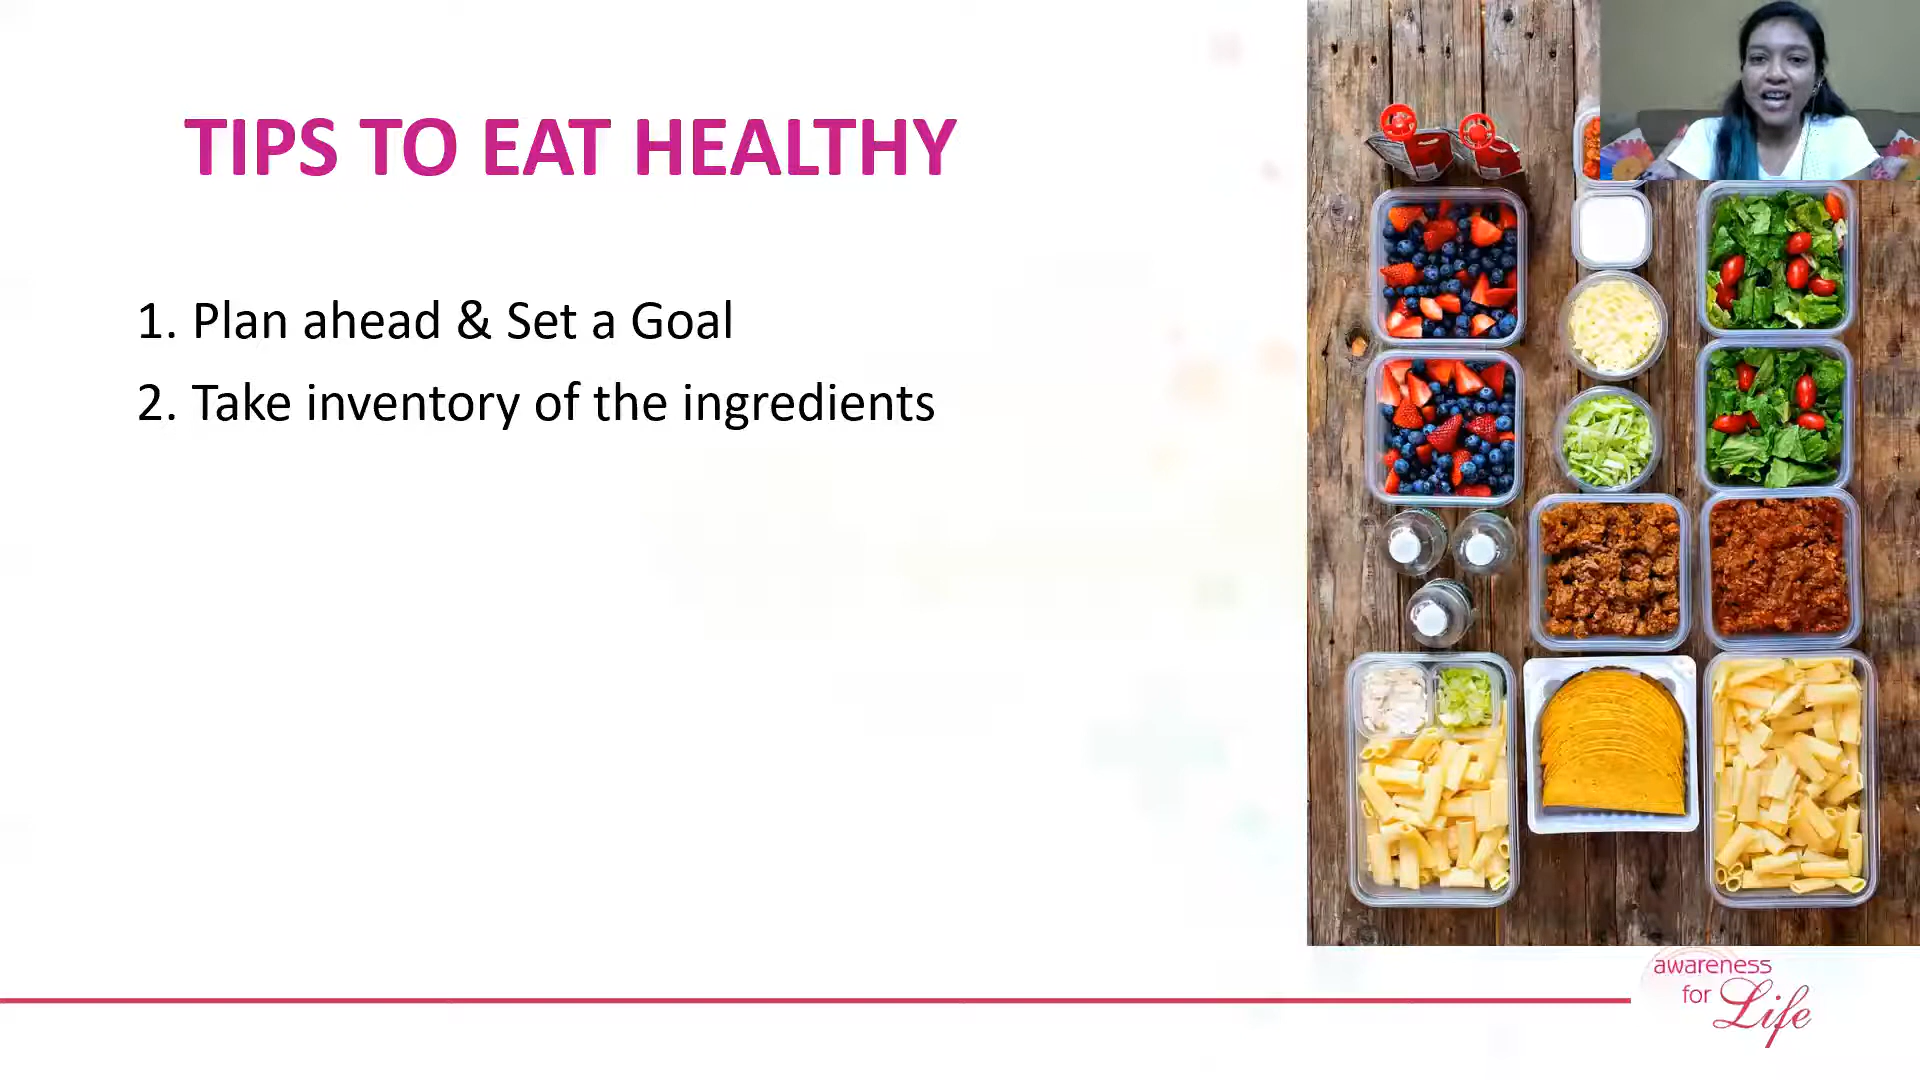 TIPS TO EAT HEALTHY
1. Plan ahead & Set a Goal
2. Take inventory of the ingredients
awareness
for Life